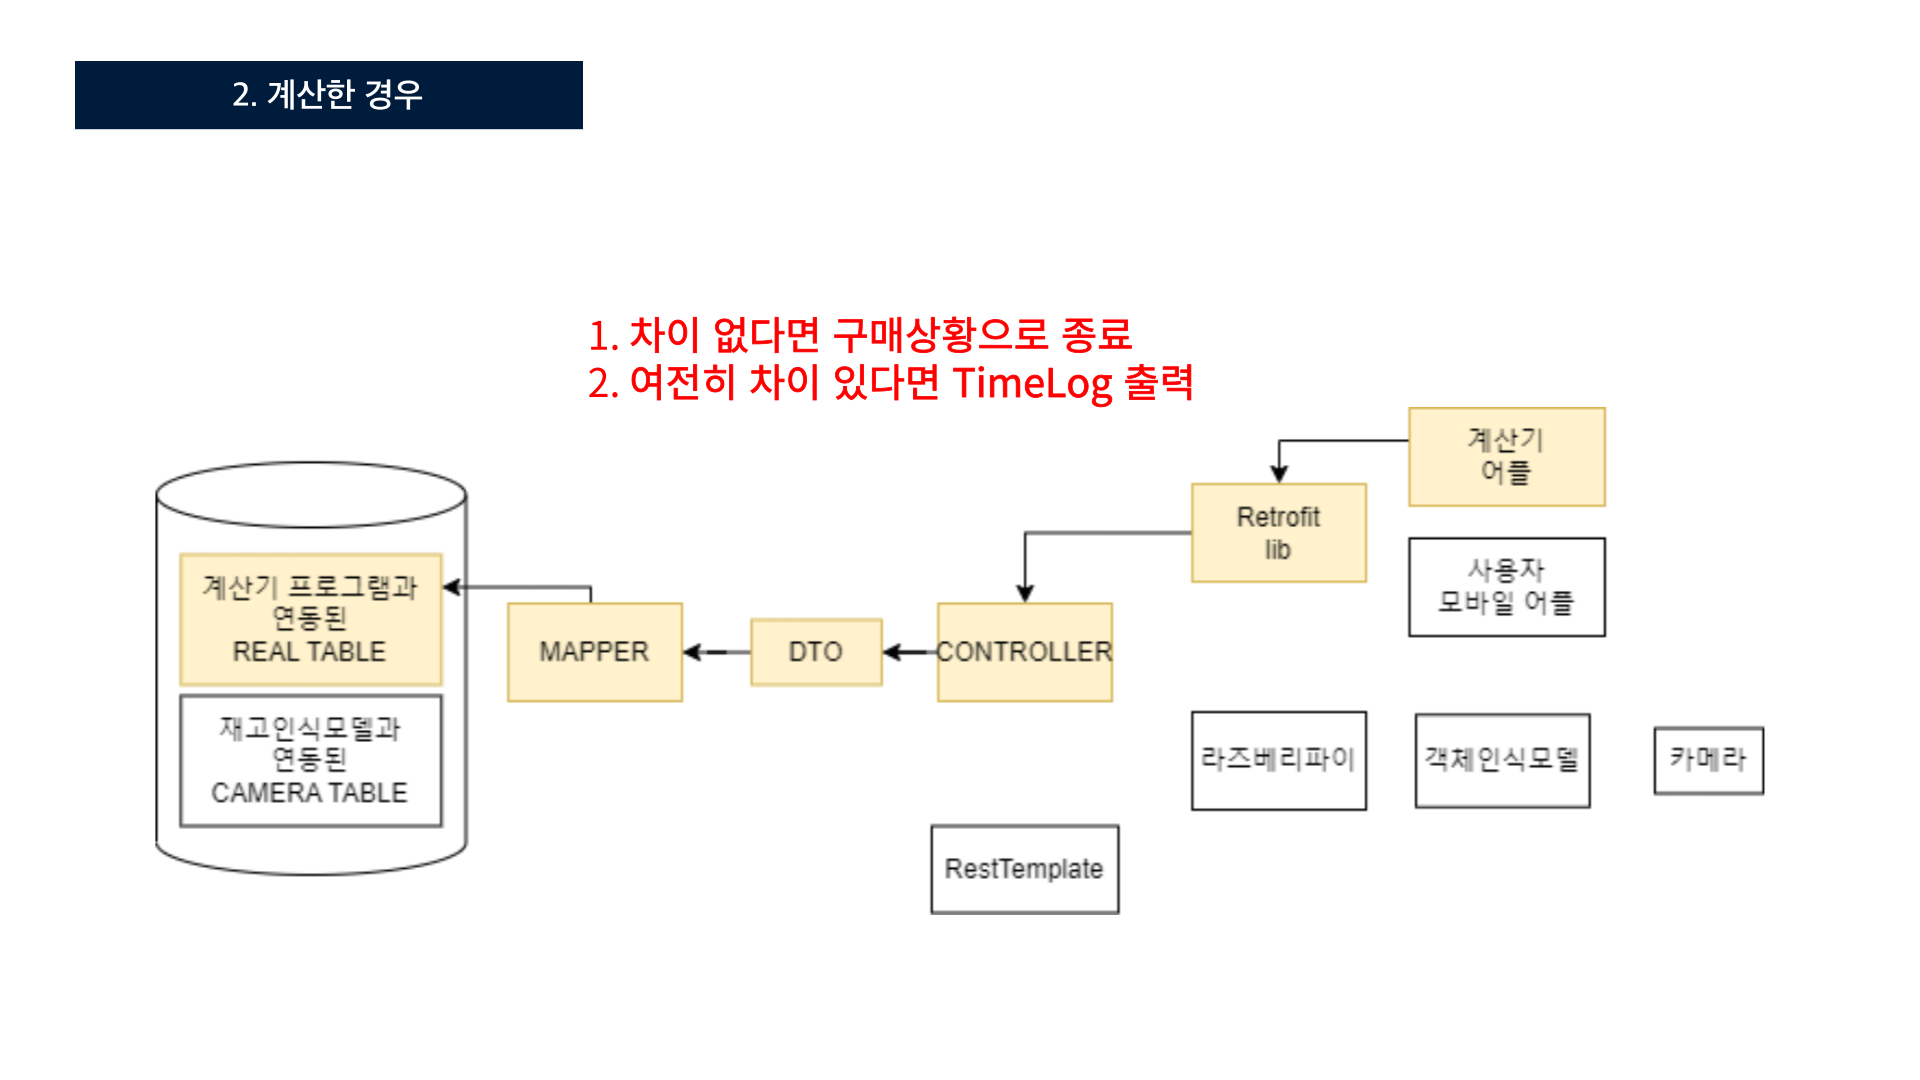 2. 계산한 경우
1. 차이 없다면 구매상황으로 종료
2. 여전히 차이 있다면 TimeLog 출력
계산기
어플
Retrofit
lib
사용자
모바일 어플
계산기 프로그램과
연동된
REAL TABLE
MAPPER
DTO
CONTROLLER
재고인식모델과
연동된
CAMERA TABLE
라즈베리파이
객체인식모델
카메라
RestTemplate